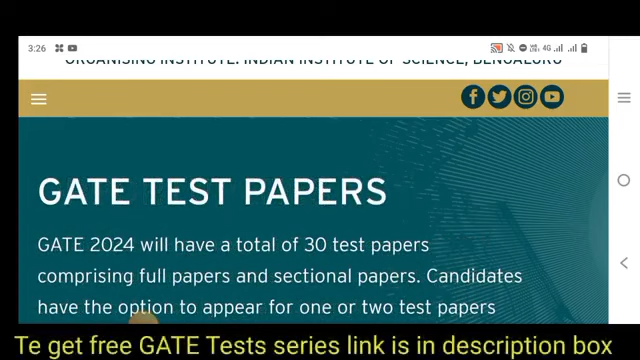 3:26
4G
ORGANISING INSTITUTE: INDIAN INSTITUTE OF SCIENCE, BENGALURU
GATE TEST PAPERS
GATE 2024 will have a total of 30 test papers
comprising full papers and sectional papers. Candidates
have the option to appear for one or two test papers
Te get free GATE Tests series link is in description box